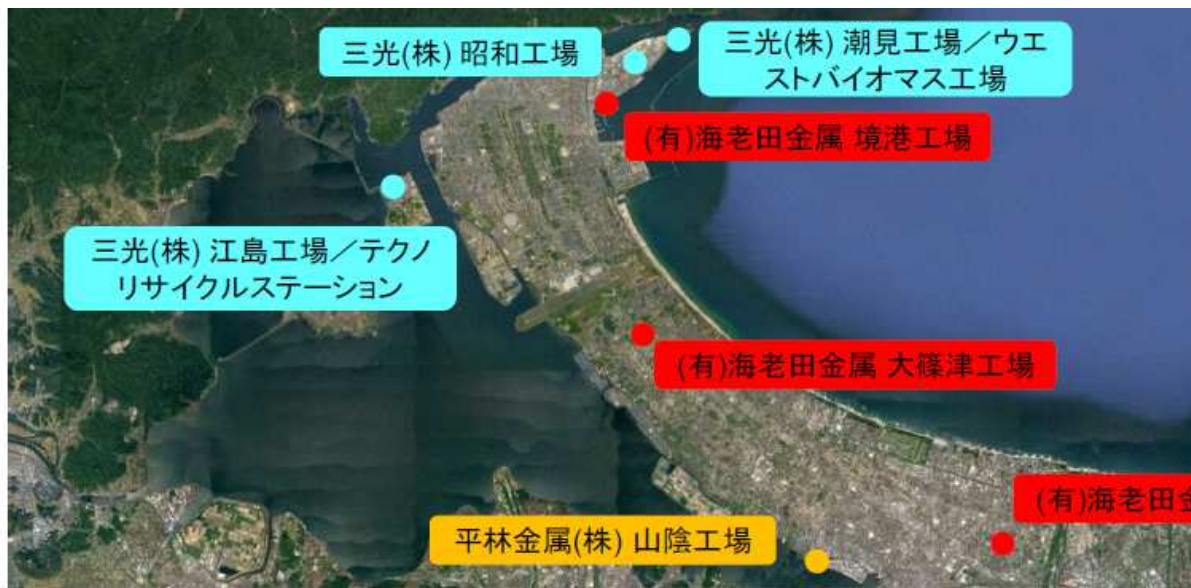 三光(株) 昭和工場
三光(株) 潮見工場／ウエ
ストバイオマス工場
(有)海老田金属 境港工場
三光(株) 江島工場／テクノ
リサイクルステーション
(有)海老田金属 大篠津工場
(有)海老田金
平林金属(株) 山陰工場